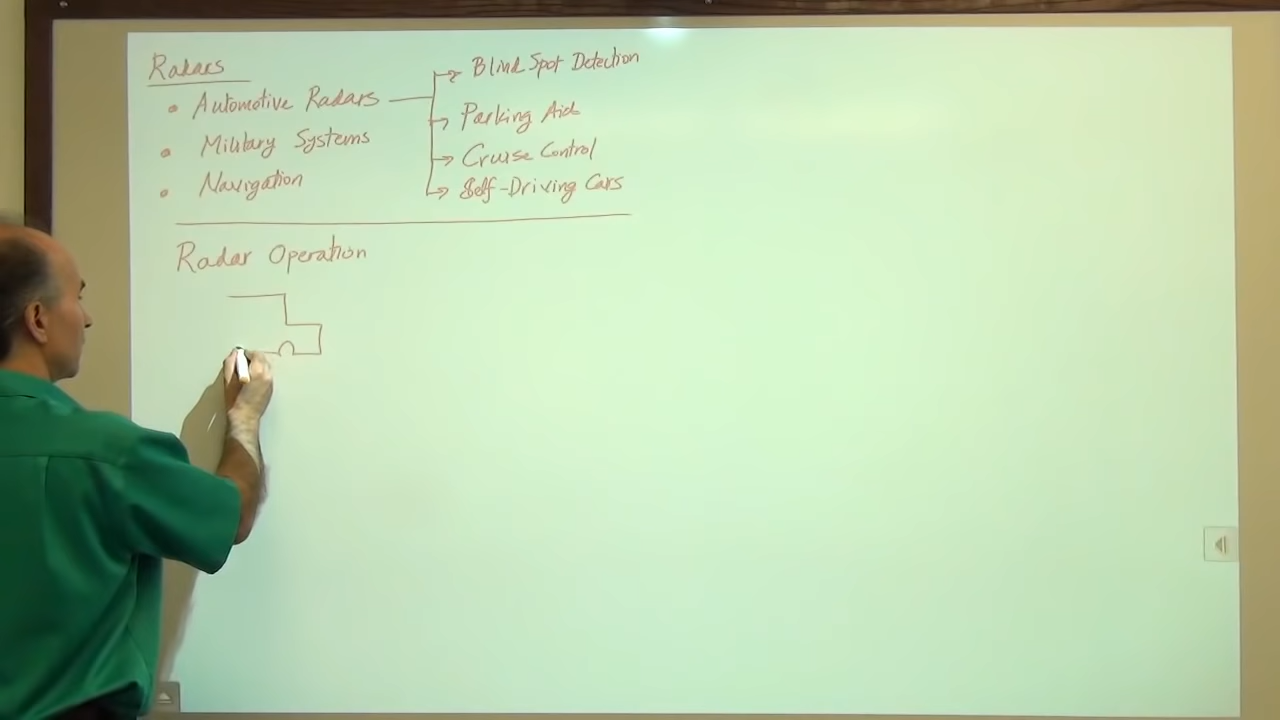 Radars
• Automotive Radars
• Military Systems
• Navigation
Blind Spot Detection
Parking Aid
Cruise Control
Self-Driving Cars
Radar Operation